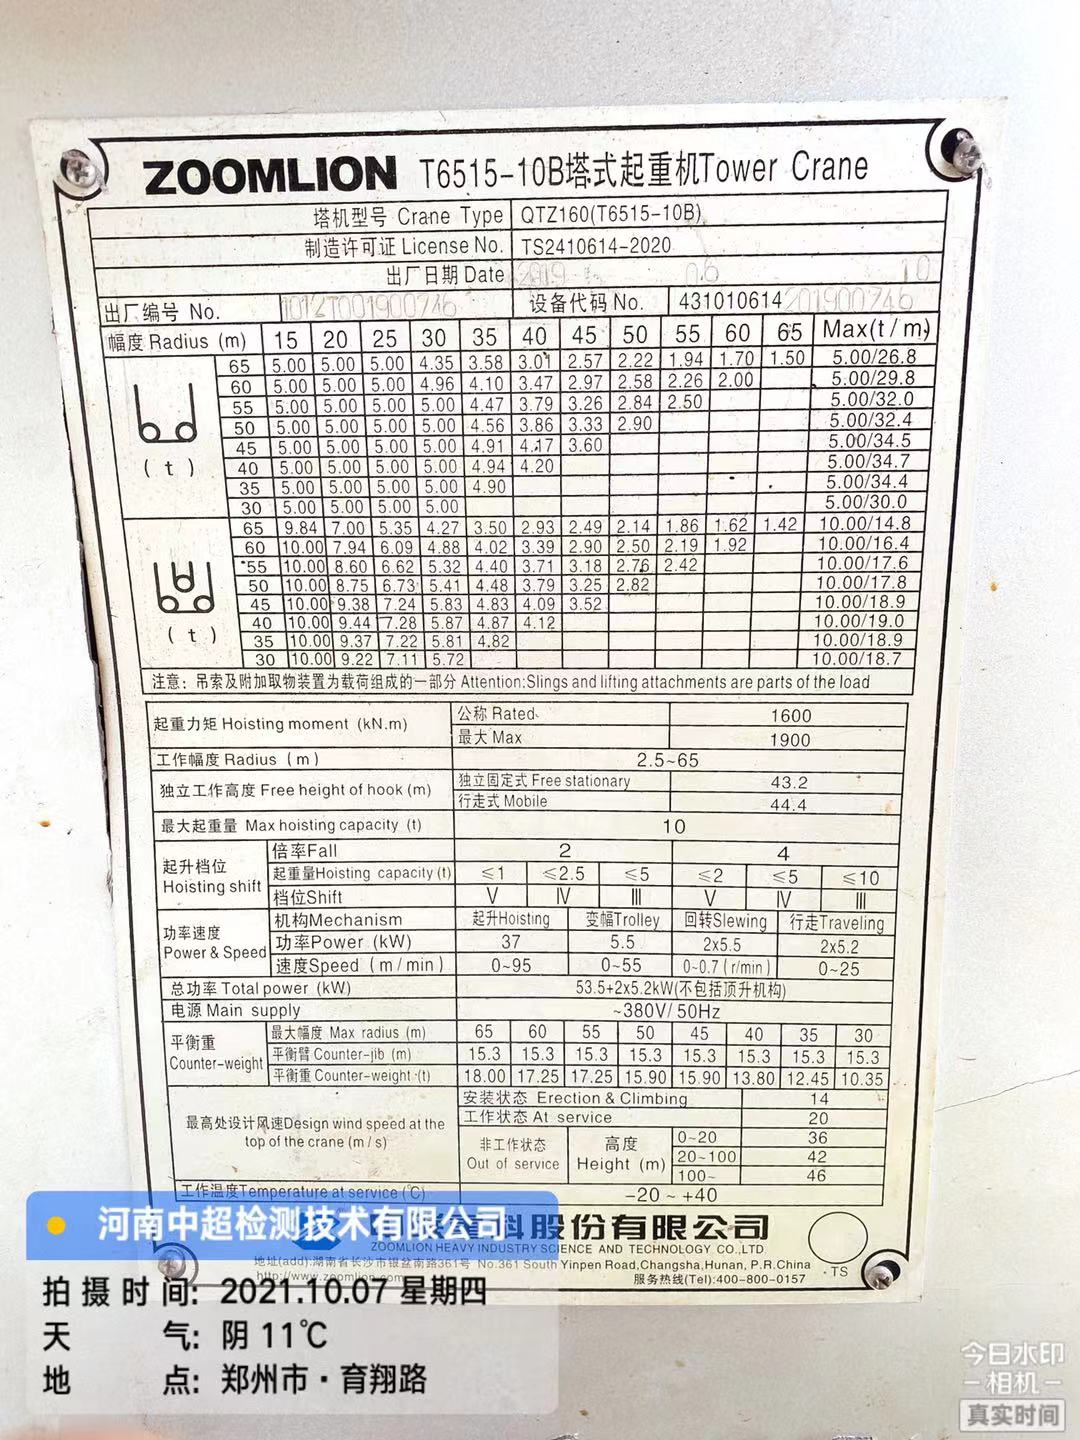 ZOOMLION T6515-10B塔式起重机Tower Crane
塔机型号 Crane Type QTZ160(T6515-10B)
制造许可证 License No. TS2410614-2020
出厂日期 Date 2019 06 10
出厂编号 No. 1012T001900746 设备代码 No. 431010614201900746
幅度 Radius (m) 15 20 25 30 35 40 45 50 55 60 65 Max(t/m)
65 5.00 5.00 5.00 4.35 3.58 3.01 2.57 2.22 1.94 1.70 1.50 5.00/26.8
60 5.00 5.00 5.00 4.96 4.10 3.47 2.97 2.58 2.26 2.00 5.00/29.8
55 5.00 5.00 5.00 5.00 4.47 3.79 3.26 2.84 2.50 5.00/32.0
50 5.00 5.00 5.00 5.00 4.56 3.86 3.33 2.90 5.00/32.4
45 5.00 5.00 5.00 5.00 4.91 4.17 3.60 5.00/34.5
(t) 40 5.00 5.00 5.00 5.00 4.94 4.20 5.00/34.7
35 5.00 5.00 5.00 5.00 4.90 5.00/34.4
30 5.00 5.00 5.00 5.00 5.00/30.0
65 9.84 7.00 5.35 4.27 3.50 2.93 2.49 2.14 1.86 1.62 1.42 10.00/14.8
60 10.00 7.94 6.09 4.88 4.02 3.39 2.90 2.50 2.19 1.92 10.00/16.4
55 10.00 8.60 6.62 5.32 4.40 3.71 3.18 2.76 2.42 10.00/17.6
50 10.00 8.75 6.73 5.41 4.48 3.79 3.25 2.82 10.00/17.8
45 10.00 9.38 7.24 5.83 4.83 4.09 3.52 10.00/18.9
40 10.00 9.44 7.28 5.87 4.87 4.12 10.00/19.0
(t) 35 10.00 9.37 7.22 5.81 4.82 10.00/18.9
30 10.00 9.22 7.11 5.72 10.00/18.7
注意: 吊索及附加取物装置为载荷组成的一部分 Attention:Slings and lifting attachments are parts of the load
起重力矩 Hoisting moment (kN.m) 公称 Rated 1600
最大 Max 1900
工作幅度 Radius (m) 2.5~65
独立工作高度 Free height of hook (m) 独立固定式 Free stationary 43.2
行走式 Mobile 44.4
最大起重量 Max hoisting capacity (t) 10
起升档位 Hoisting shift 倍率Fall 2 4
起重量Hoisting capacity(t) ≤1 ≤2.5 ≤5 ≤2 ≤5 ≤10
档位Shift V IV III V IV III
功率速度 Power & Speed 机构Mechanism 起升Hoisting 变幅Trolley 回转Slewing 行走Traveling
功率Power (kW) 37 5.5 2x5.5 2x5.2
速度Speed (m/min) 0~95 0~55 0~0.7(r/min) 0~25
总功率 Total power (kW) 53.5+2x5.2kW(不包括顶升机构)
电源 Main supply ~380V/50Hz
平衡重 Counter-weight 最大幅度 Max radius (m) 65 60 55 50 45 40 35 30
平衡臂 Counter-jib (m) 15.3 15.3 15.3 15.3 15.3 15.3 15.3 15.3
平衡重 Counter-weight (t) 18.00 17.25 17.25 15.90 15.90 13.80 12.45 10.35
最高处设计风速Design wind speed at the top of the crane (m/s) 安装状态 Erection & Climbing 14
工作状态 At service 20
非工作状态 Out of service 高度 Height (m) 0~20 36
20~100 42
100~ 46
工作温度Temperature at service (℃) -20 ~ +40
科股份有限公司
ZOOMLION HEAVY INDUSTRY SCIENCE AND TECHNOLOGY CO.,LTD
地址(add):湖南省长沙市银盆南路361号 No.361 South Yinpen Road,Changsha,Hunan, P.R.China
http://www.zoomlion.com 服务热线(Tel):400-800-0157
TS
河南中超检测技术有限公司
拍摄时间: 2021.10.07 星期四
天 气: 阴 11℃
地 点: 郑州市·育翔路
今日水印
相机
真实时间